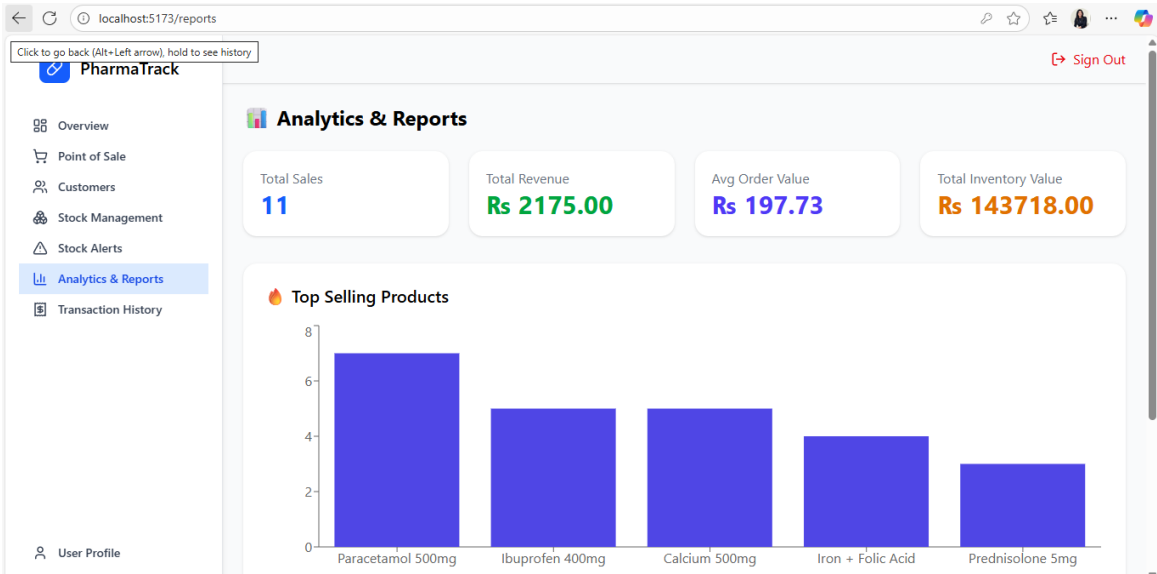 localhost:5173/reports
Click to go back (Alt+Left arrow), hold to see history
PharmaTrack
Sign Out
Overview
Point of Sale
Customers
Stock Management
Stock Alerts
Analytics & Reports
Transaction History
User Profile
Analytics & Reports
Total Sales
11
Total Revenue
Rs 2175.00
Avg Order Value
Rs 197.73
Total Inventory Value
Rs 143718.00
Top Selling Products
8
6
4
2
0
Paracetamol 500mg
Ibuprofen 400mg
Calcium 500mg
Iron + Folic Acid
Prednisolone 5mg